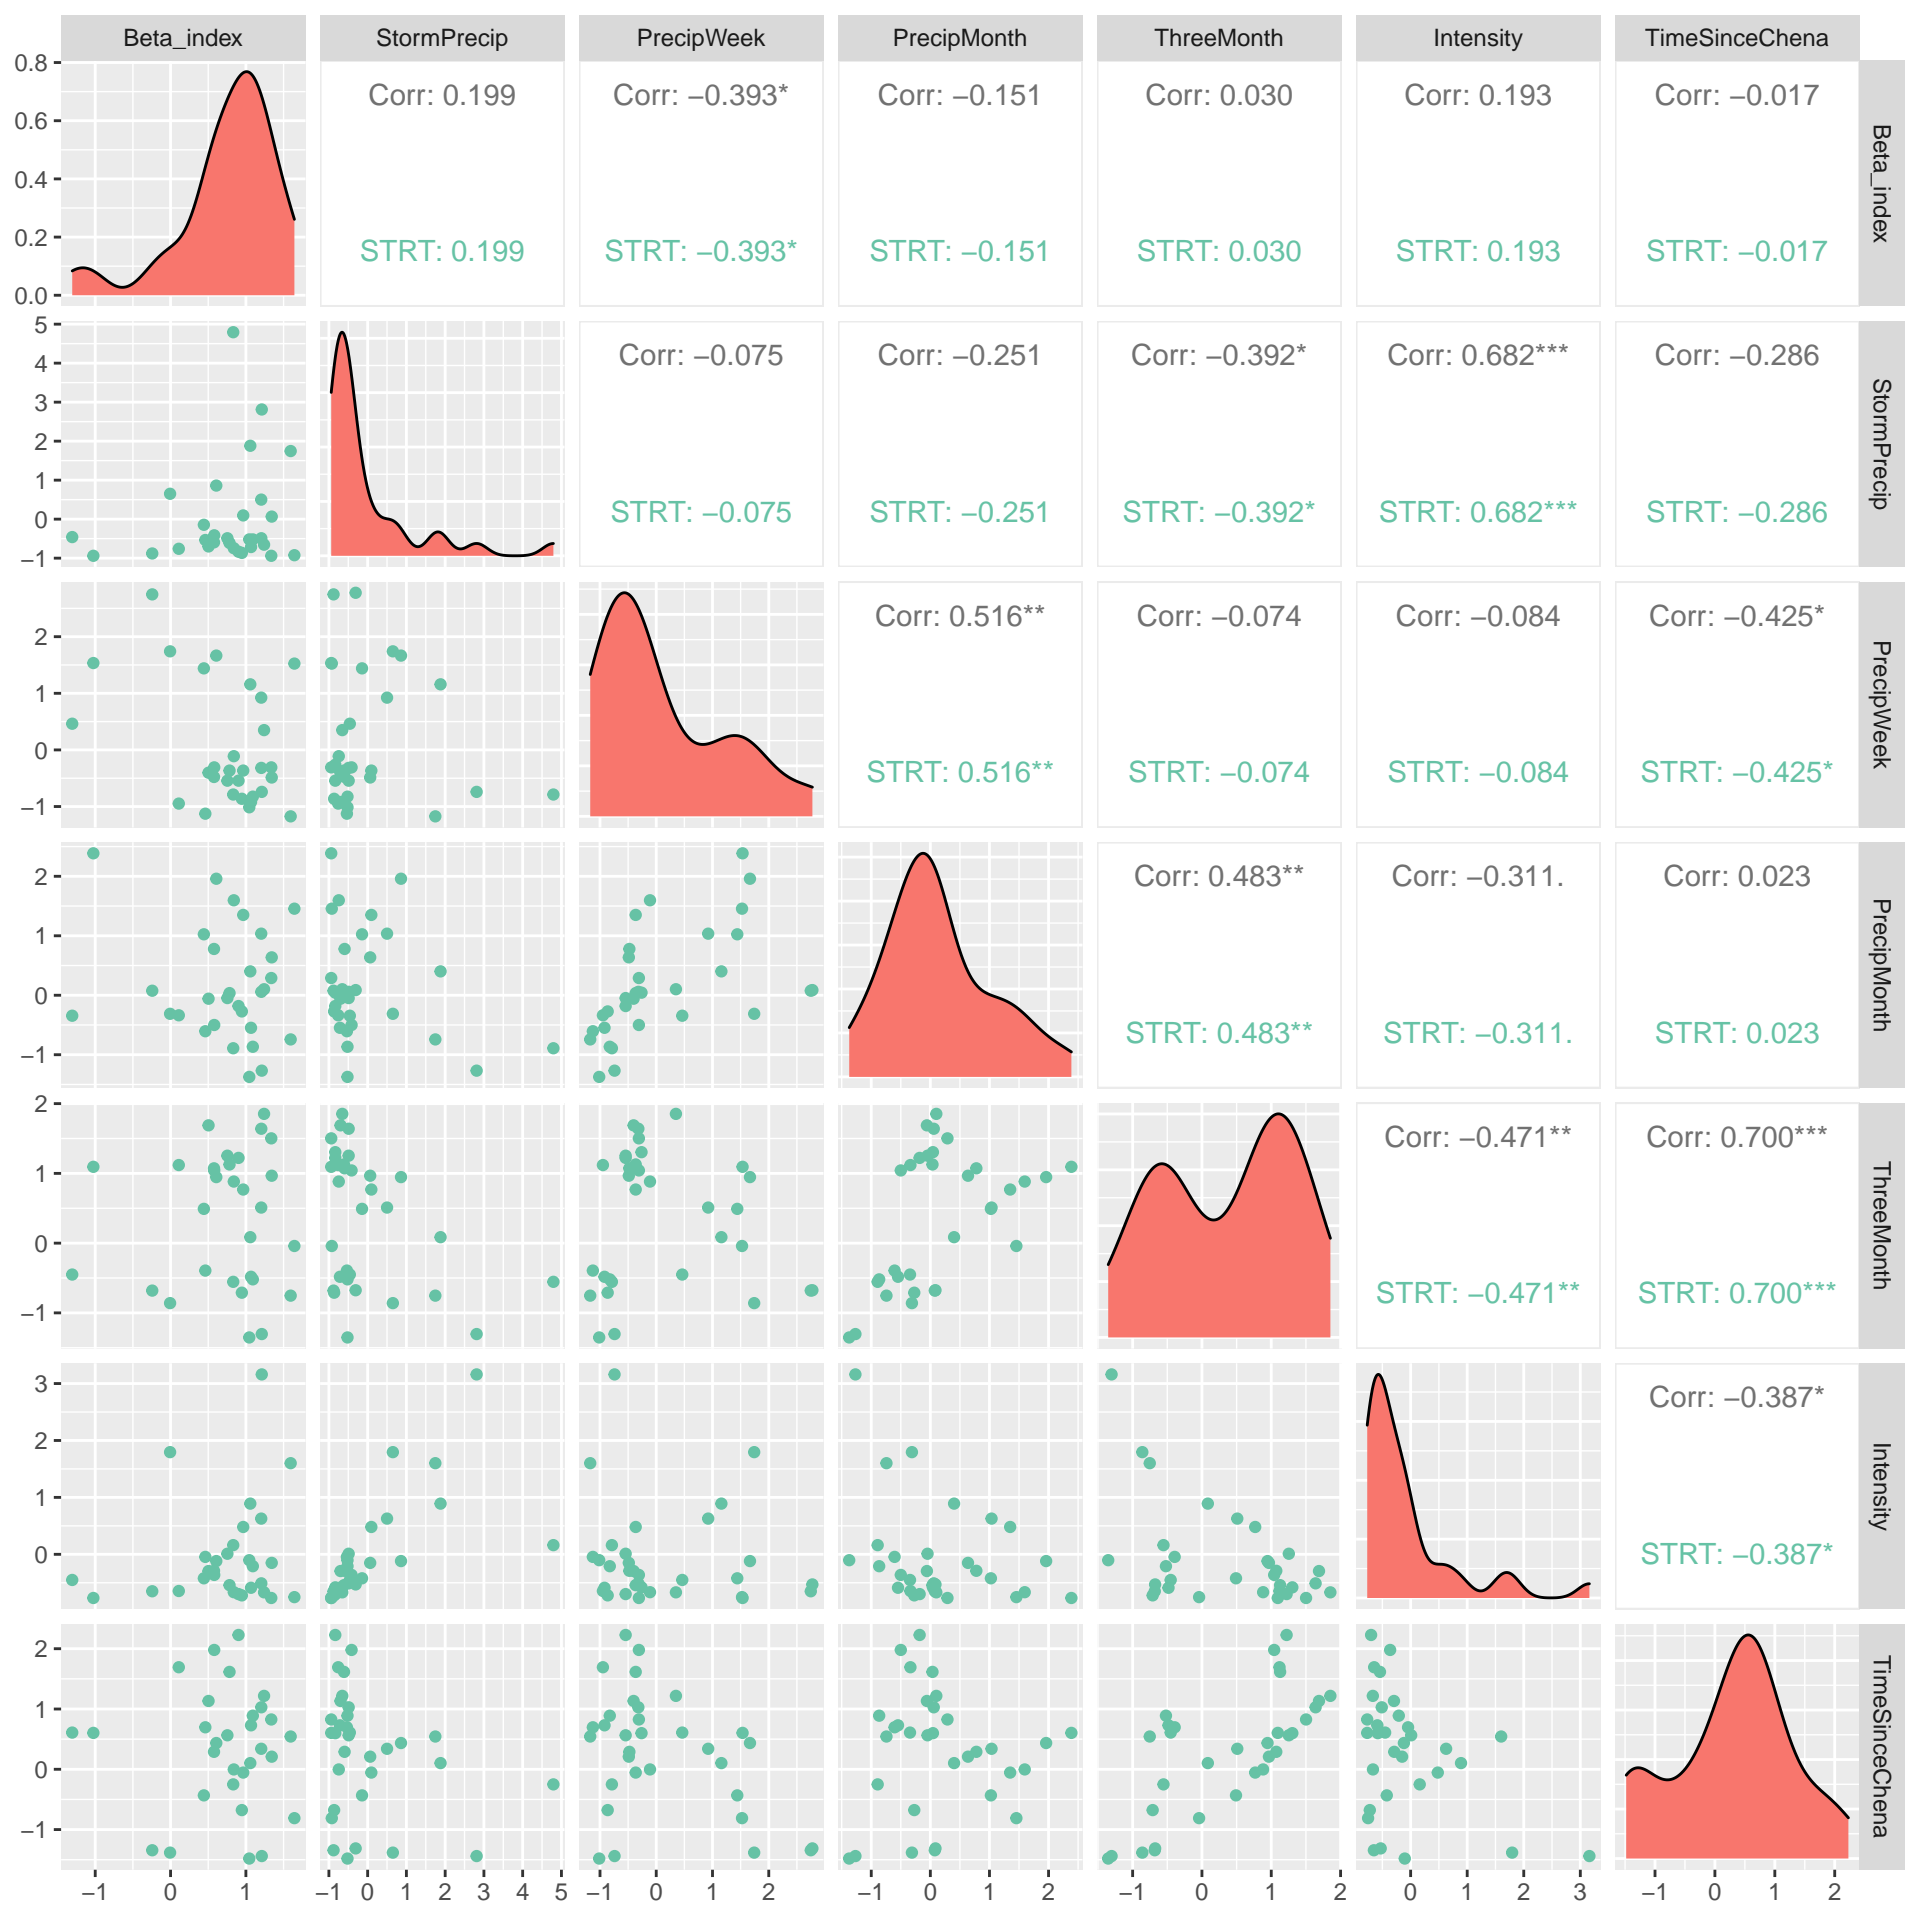 Beta_index StormPrecip PrecipWeek PrecipMonth ThreeMonth Intensity TimeSinceChena
0.8
0.6
0.4
0.2
0.0
Corr: 0.199 Corr: −0.393* Corr: −0.151 Corr: 0.030 Corr: 0.193 Corr: −0.017
STRT: 0.199 STRT: −0.393* STRT: −0.151 STRT: 0.030 STRT: 0.193 STRT: −0.017
Beta_index
5
4
3
2
1
0
−1
Corr: −0.075 Corr: −0.251 Corr: −0.392* Corr: 0.682*** Corr: −0.286
STRT: −0.075 STRT: −0.251 STRT: −0.392* STRT: 0.682*** STRT: −0.286
StormPrecip
2
1
0
−1
Corr: 0.516** Corr: −0.074 Corr: −0.084 Corr: −0.425*
STRT: 0.516** STRT: −0.074 STRT: −0.084 STRT: −0.425*
PrecipWeek
2
1
0
−1
Corr: 0.483** Corr: −0.311. Corr: 0.023
STRT: 0.483** STRT: −0.311. STRT: 0.023
PrecipMonth
2
1
0
−1
Corr: −0.471** Corr: 0.700***
STRT: −0.471** STRT: 0.700***
ThreeMonth
3
2
1
0
Corr: −0.387*
STRT: −0.387*
Intensity
2
1
0
−1
TimeSinceChena
−1 0 1 −1 0 1 2 3 4 5 −1 0 1 2 −1 0 1 2 −1 0 1 2 0 1 2 3 −1 0 1 2